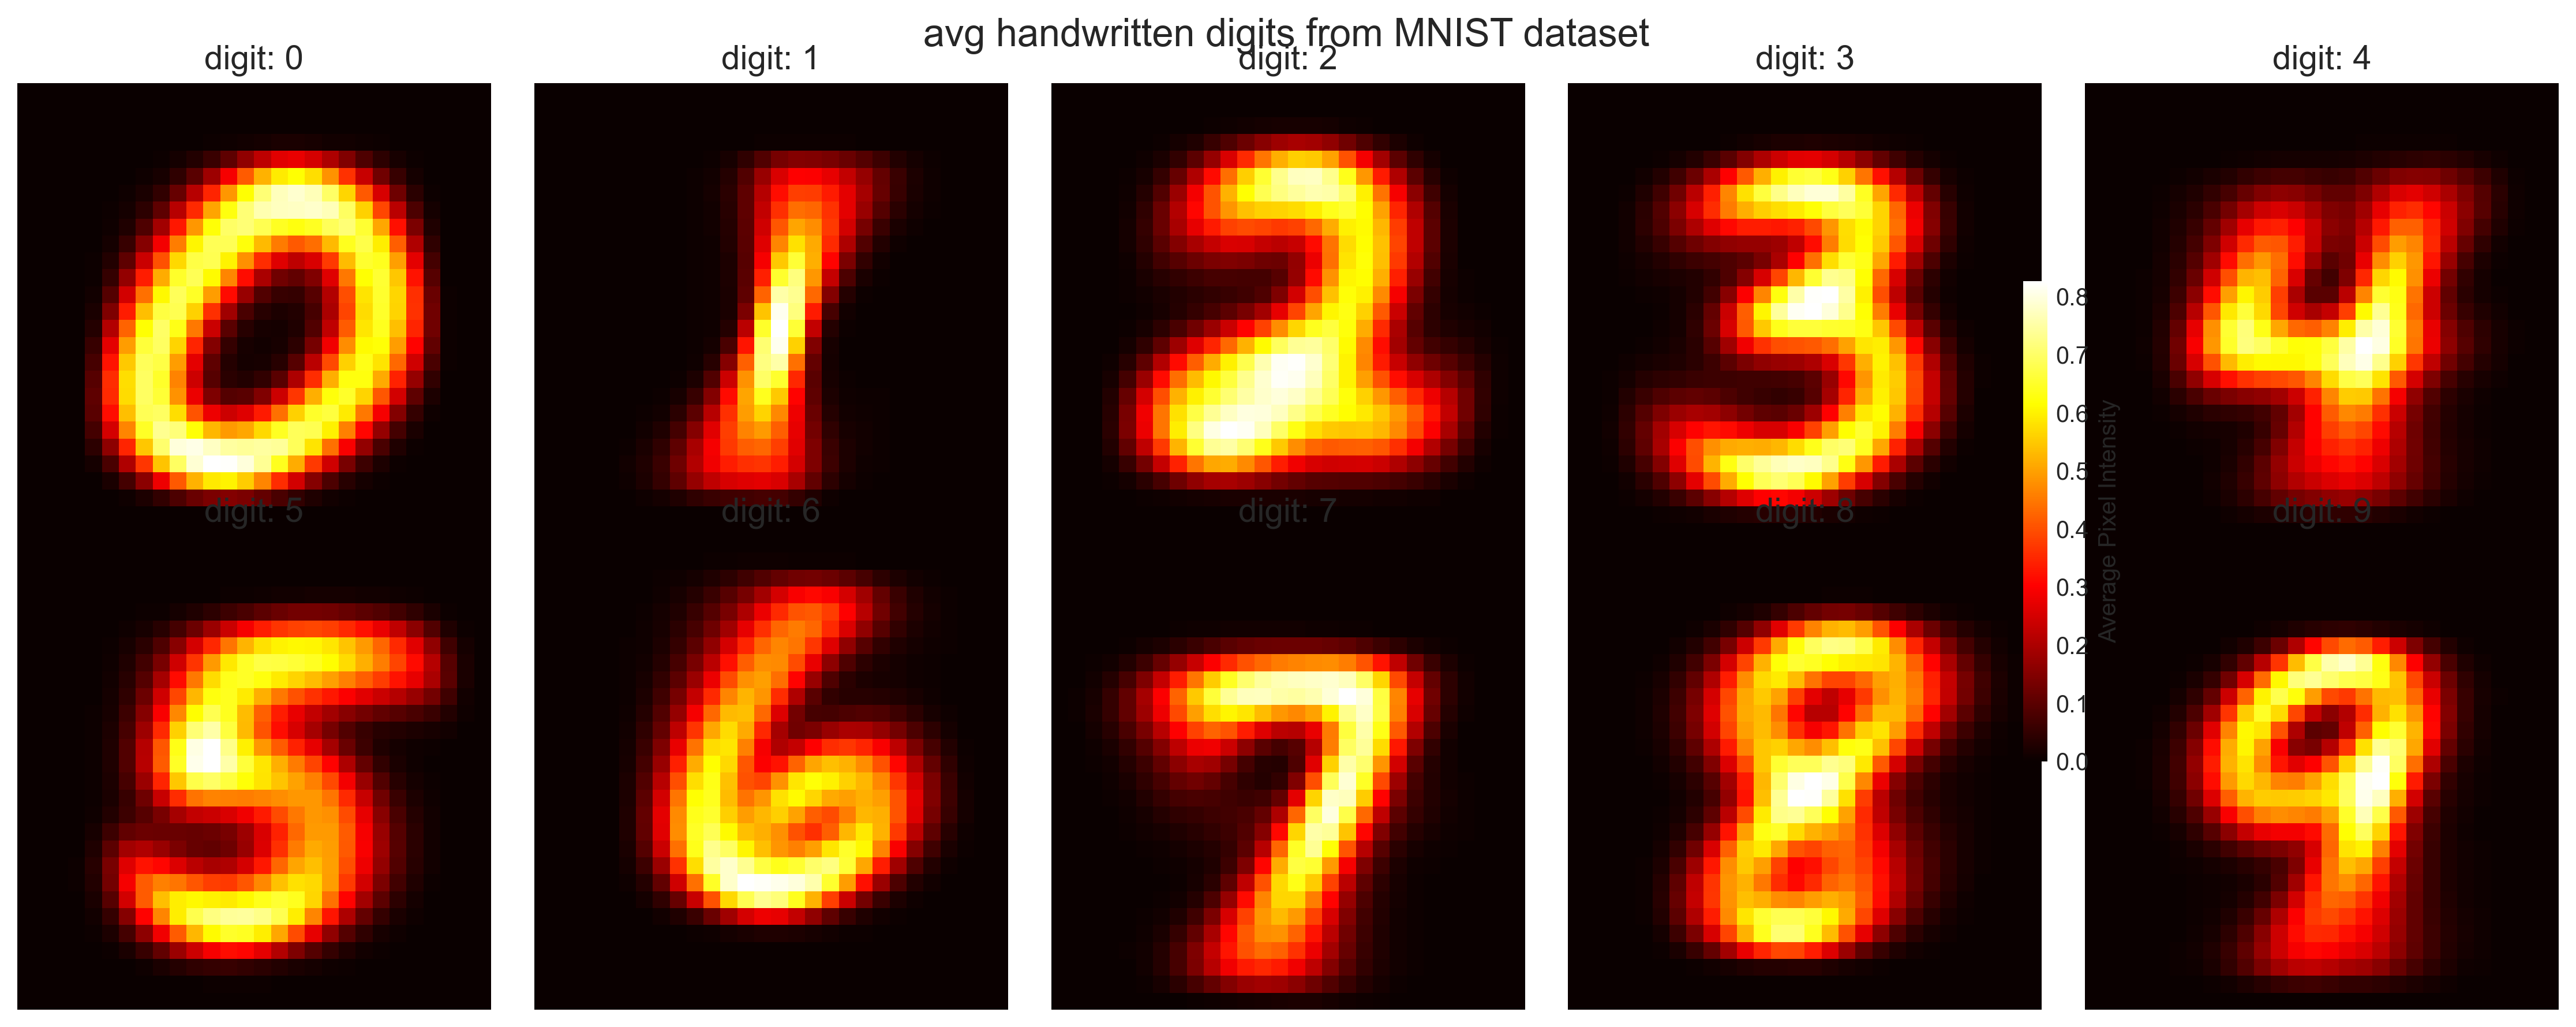 avg handwritten digits from MNIST dataset
digit: 0
digit: 1
digit: 2
digit: 3
digit: 4
0.8
0.7
0.6
0.5
0.4
0.3
0.2
0.1
0.0
Average Pixel Intensity
digit: 5
digit: 6
digit: 7
digit: 8
digit: 9